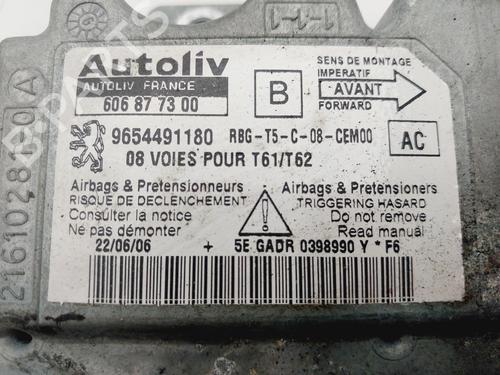 Autoliv
AUTOLIV FRANCE
606 87 73 00
B
SENS DE MONTAGE
IMPERATIF
AVANT
FORWARD
9654491180 RBG-T5-C-08-CEM00
AC
08 VOIES POUR T61/T62
Airbags & Pretensionneurs
RISQUE DE DECLENCHEMENT
Consulter la notice
Ne pas démonter
Airbags & Pretensioners
TRIGGERING HAZARD
Do not remove
Read manual
22/06/06 + 5E GADR 0398990 Y * F6